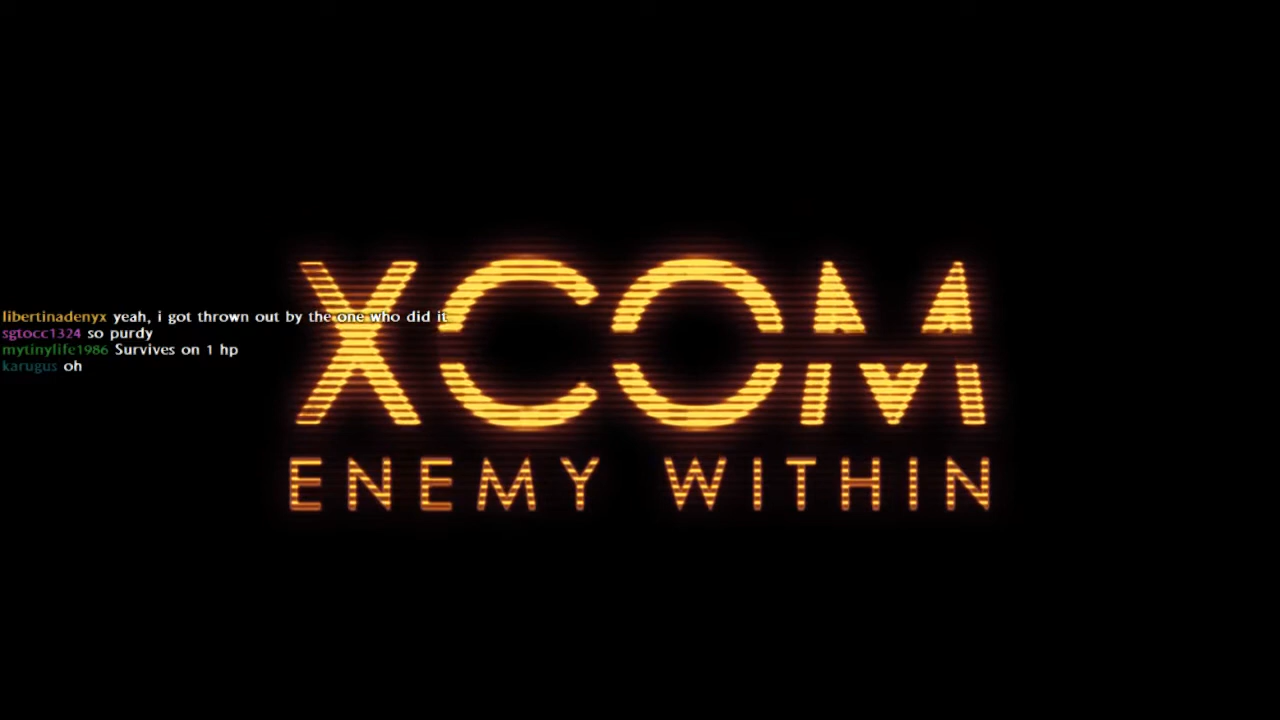 XCOM
libertinadenyx yeah, i got thrown out by the one who did it
sgtocc1324 so purdy
mytinylife1986 Survives on 1 hp
karugus oh
ENEMY WITHIN